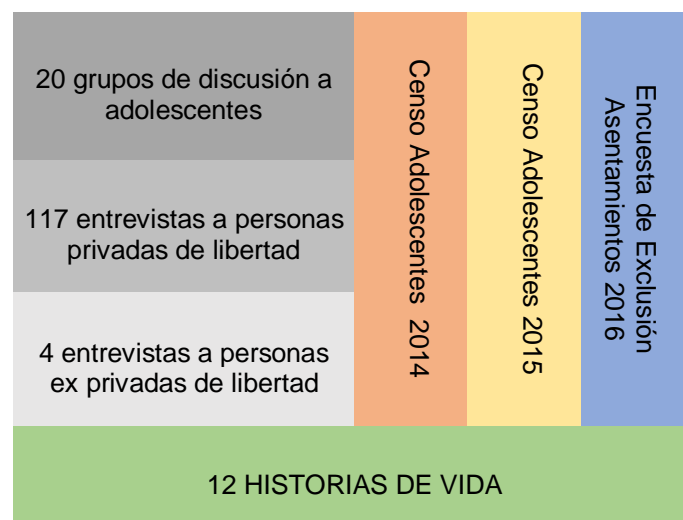 20 grupos de discusión a
adolescentes
117 entrevistas a personas
privadas de libertad
4 entrevistas a personas
ex privadas de libertad
Censo Adolescentes 2014
Censo Adolescentes 2015
Encuesta de Exclusión
Asentamientos 2016
12 HISTORIAS DE VIDA